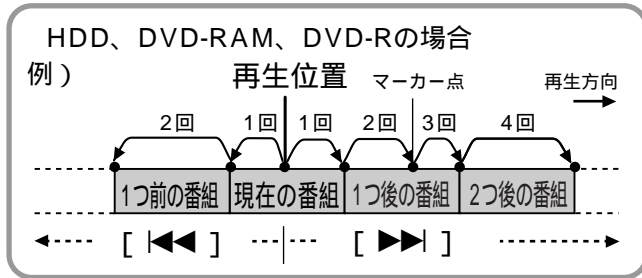 HDD、DVD-RAM、DVD-Rの場合
例）
再生位置 マーカー点 再生方向
2回 1回 1回 2回 3回 4回
1つ前の番組 現在の番組 1つ後の番組 2つ後の番組
[ |◀◀ ] [ ▶▶| ]